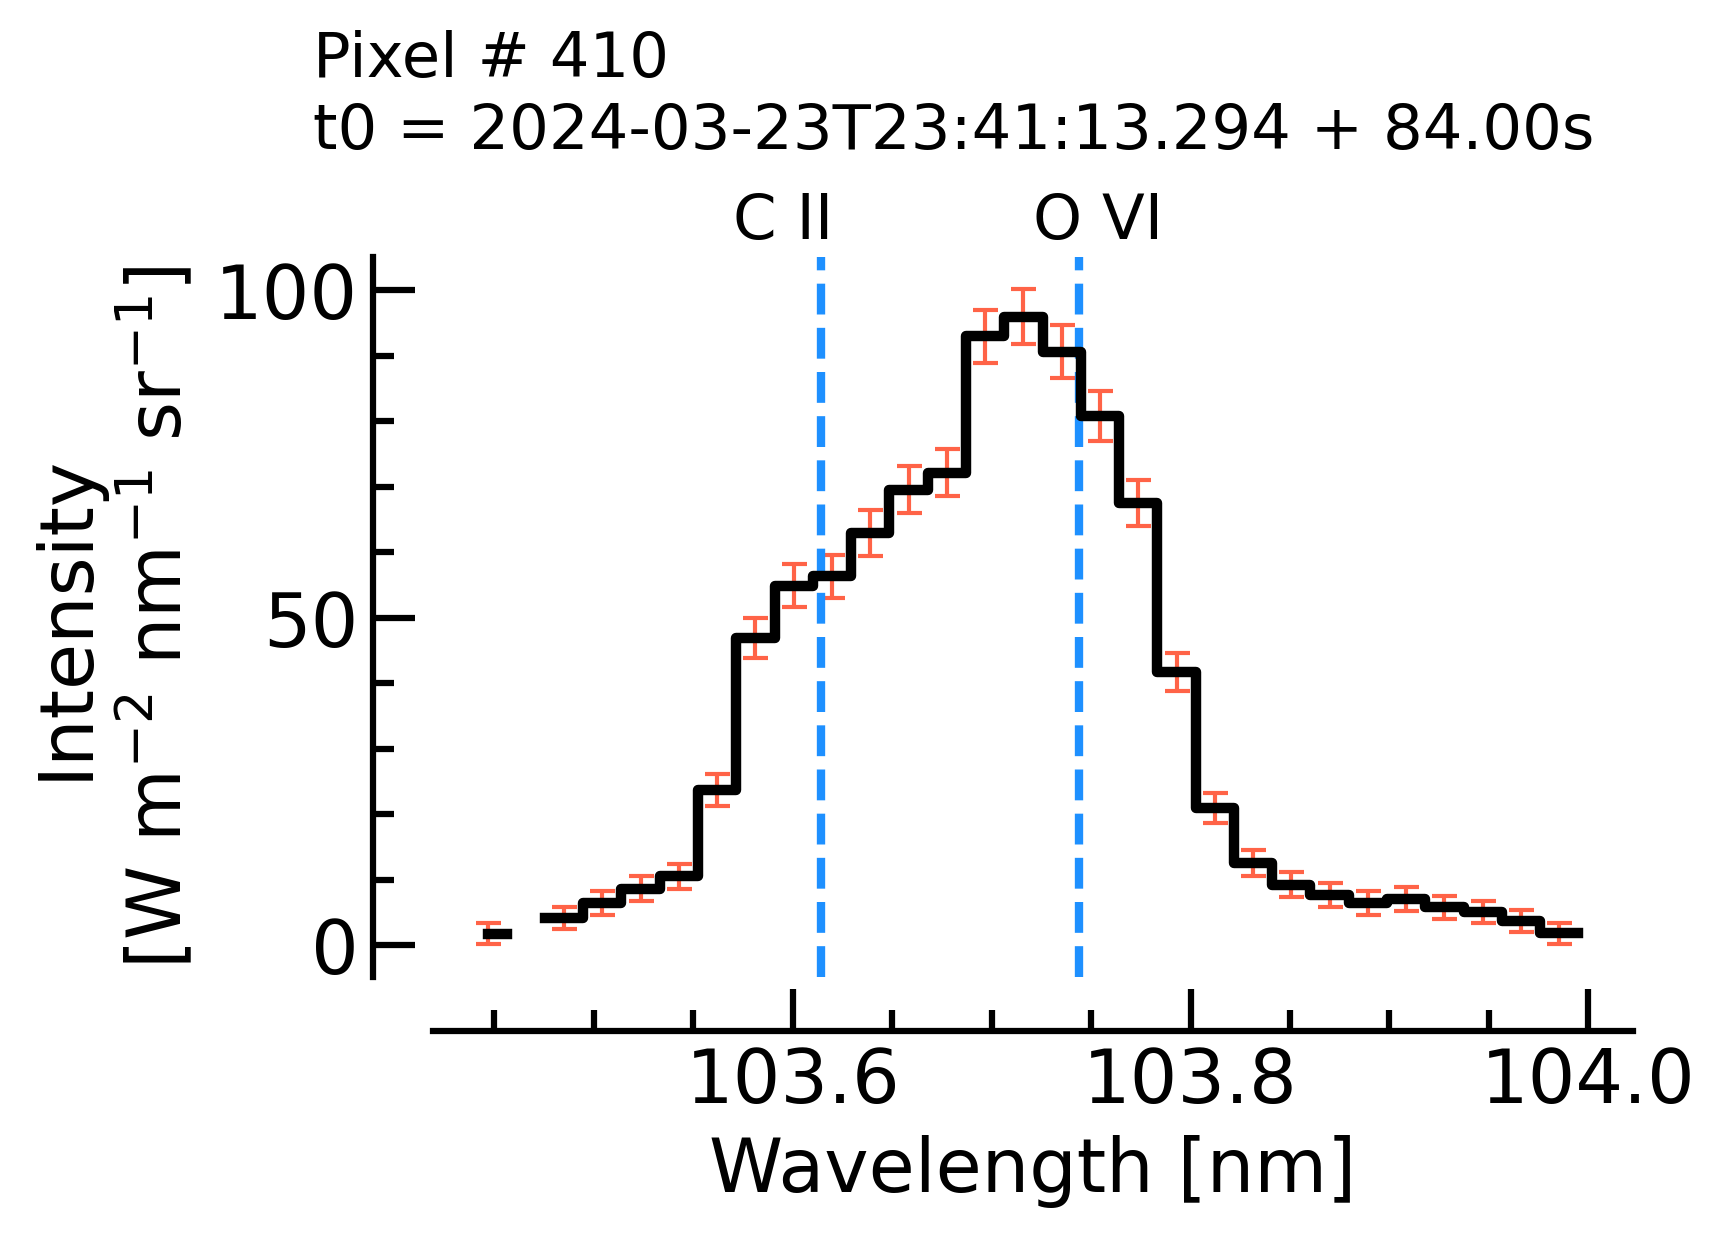 Pixel # 410
t0 = 2024-03-23T23:41:13.294 + 84.00s
C II
O VI
Intensity
[W m⁻² nm⁻¹ sr⁻¹]
100
50
0
103.6
103.8
104.0
Wavelength [nm]